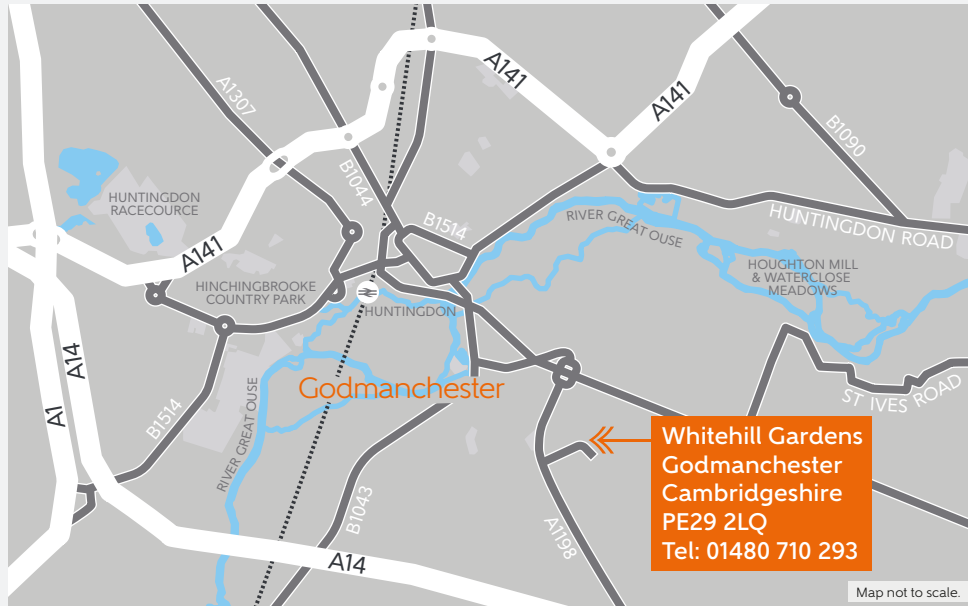 A141
A141
A1307
B1090
B1044
HUNTINGDON
RACECOURCE
B1514
RIVER GREAT OUSE
HUNTINGDON ROAD
A141
HOUGHTON MILL
& WATERCLOSE
MEADOWS
HINCHINGBROOKE
COUNTRY PARK
HUNTINGDON
A14
Godmanchester
ST IVES ROAD
A1
B1514
RIVER GREAT OUSE
Whitehill Gardens
Godmanchester
Cambridgeshire
PE29 2LQ
Tel: 01480 710 293
B1043
A1198
A14
Map not to scale.